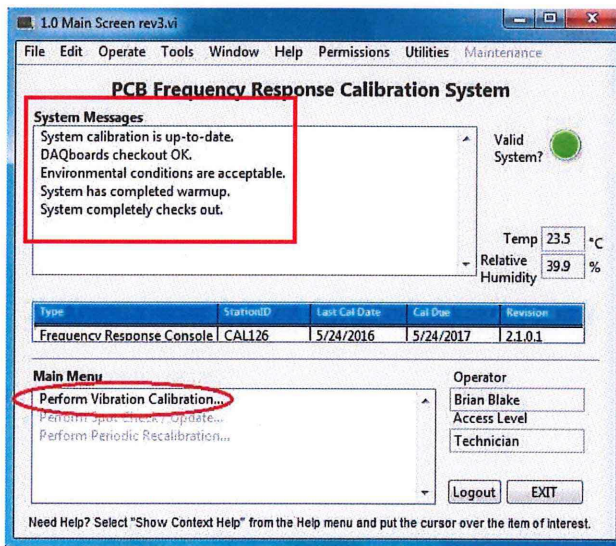 1.0 Main Screen rev3.vi
File Edit Operate Tools Window Help Permissions Utilities Maintenance
PCB Frequency Response Calibration System
System Messages
System calibration is up-to-date.
DAQboards checkout OK.
Environmental conditions are acceptable.
System has completed warmup.
System completely checks out.
Valid
System?
Temp 23.5 °C
Relative
Humidity 39.9 %
Type StationID Last Cal Date Cal Due Revision
Frequency Response Console CAL126 5/24/2016 5/24/2017 2.1.0.1
Main Menu
Perform Vibration Calibration...
Perform Spot Check / Update...
Perform Periodic Recalibration...
Operator
Brian Blake
Access Level
Technician
Logout EXIT
Need Help? Select "Show Context Help" from the Help menu and put the cursor over the item of interest.